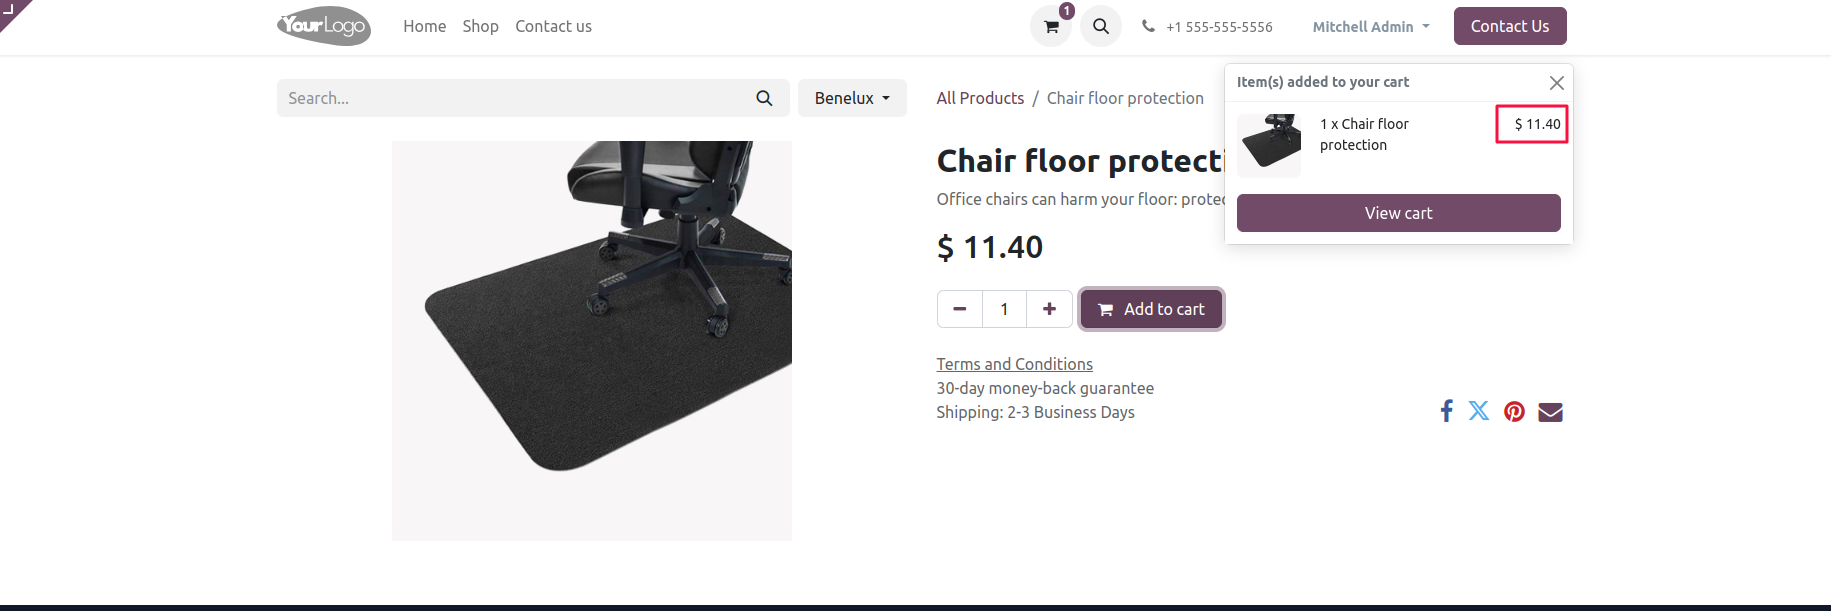 YourLogo
Home Shop Contact us
1
+1 555-555-5556
Mitchell Admin
Contact Us
Search...
Benelux
All Products / Chair floor protection
Item(s) added to your cart
1 x Chair floor
protection
$ 11.40
View cart
Chair floor protecti
Office chairs can harm your floor: protec
$ 11.40
1
Add to cart
Terms and Conditions
30-day money-back guarantee
Shipping: 2-3 Business Days